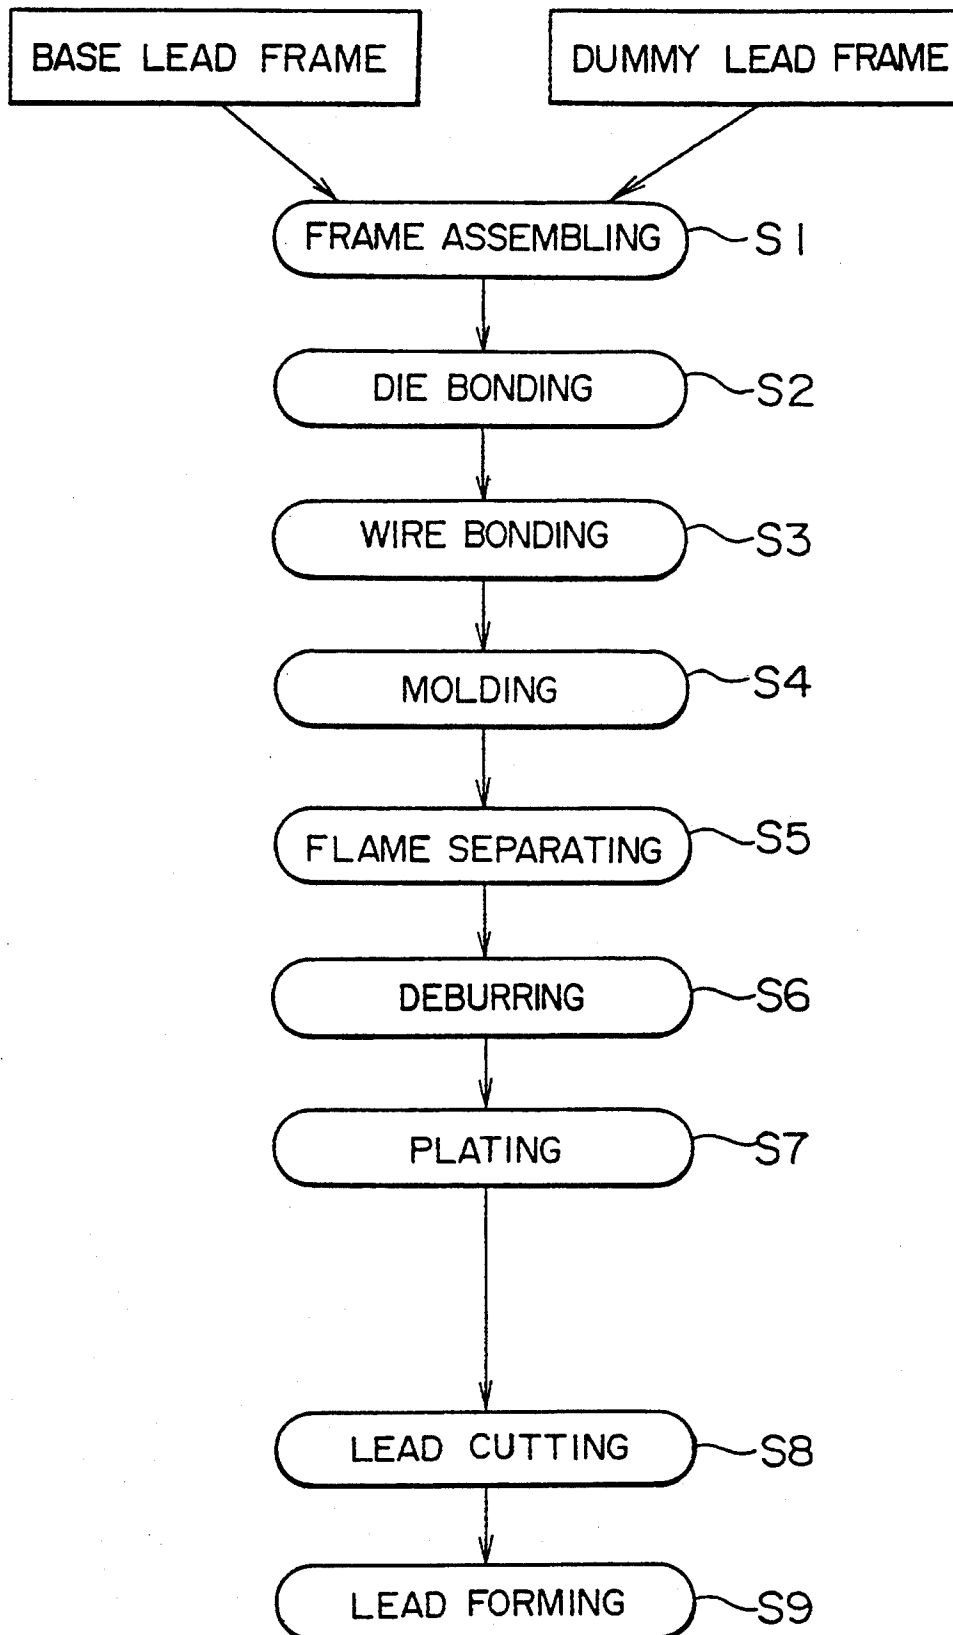 BASE LEAD FRAME
DUMMY LEAD FRAME
FRAME ASSEMBLING S1
DIE BONDING S2
WIRE BONDING S3
MOLDING S4
FLAME SEPARATING S5
DEBURRING S6
PLATING S7
LEAD CUTTING S8
LEAD FORMING S9